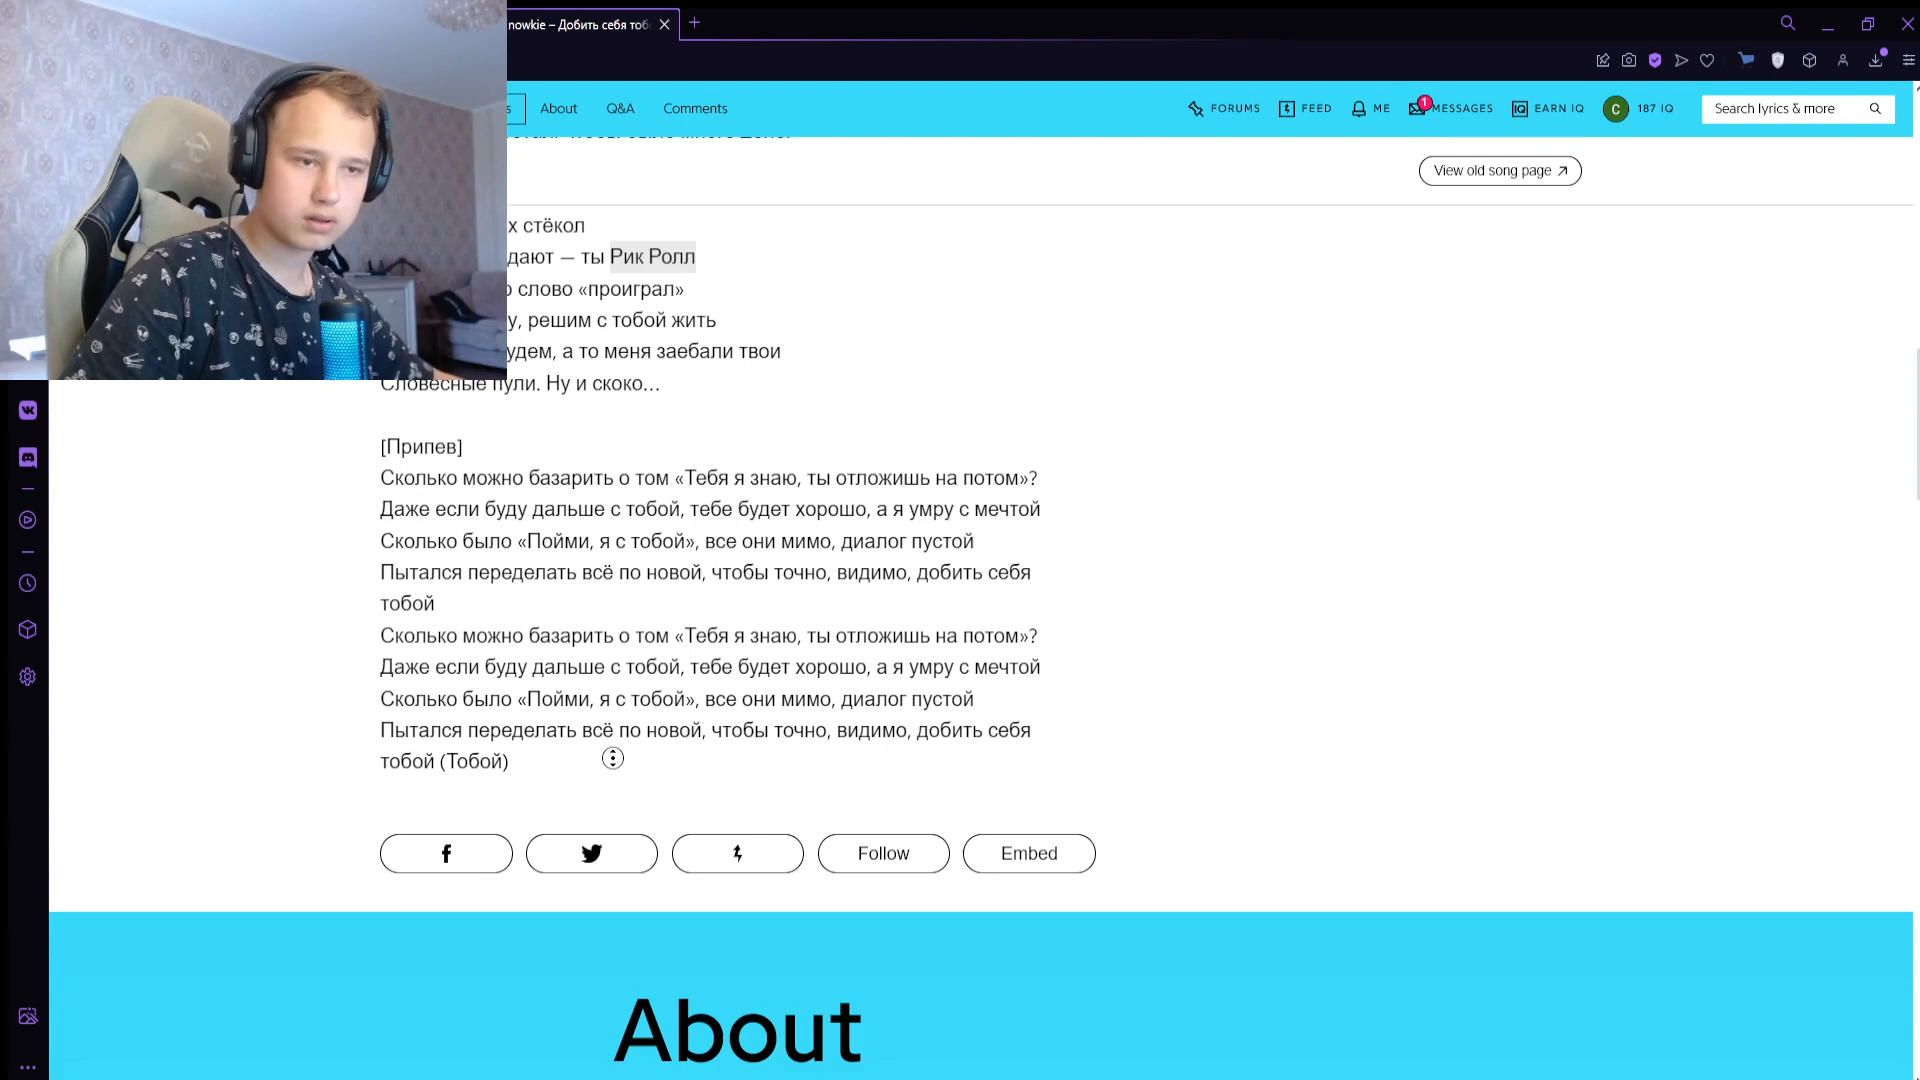 nowkie – Добить себя тоб
About
Q&A
Comments
FORUMS
FEED
ME
1
MESSAGES
IQ
EARN IQ
C
187 IQ
Search lyrics & more
View old song page
х стёкол
дают — ты Рик Ролл
слово «проиграл»
у, решим с тобой жить
удем, а то меня заебали твои
Словесные пули. Ну и скоко…
[Припев]
Сколько можно базарить о том «Тебя я знаю, ты отложишь на потом»?
Даже если буду дальше с тобой, тебе будет хорошо, а я умру с мечтой
Сколько было «Пойми, я с тобой», все они мимо, диалог пустой
Пытался переделать всё по новой, чтобы точно, видимо, добить себя
тобой
Сколько можно базарить о том «Тебя я знаю, ты отложишь на потом»?
Даже если буду дальше с тобой, тебе будет хорошо, а я умру с мечтой
Сколько было «Пойми, я с тобой», все они мимо, диалог пустой
Пытался переделать всё по новой, чтобы точно, видимо, добить себя
тобой (Тобой)
Follow
Embed
About